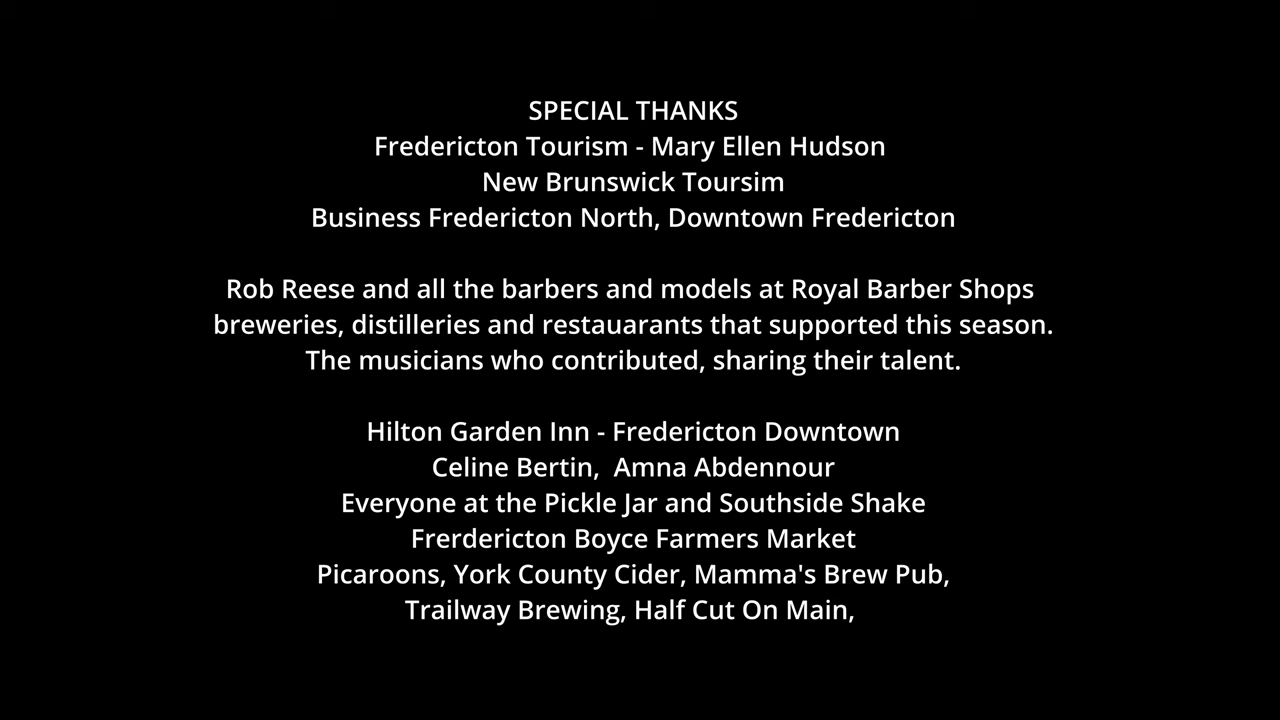 SPECIAL THANKS
Fredericton Tourism - Mary Ellen Hudson
New Brunswick Toursim
Business Fredericton North, Downtown Fredericton
Rob Reese and all the barbers and models at Royal Barber Shops
breweries, distilleries and restauarants that supported this season.
The musicians who contributed, sharing their talent.
Hilton Garden Inn - Fredericton Downtown
Celine Bertin,  Amna Abdennour
Everyone at the Pickle Jar and Southside Shake
Frerdericton Boyce Farmers Market
Picaroons, York County Cider, Mamma's Brew Pub,
Trailway Brewing, Half Cut On Main,